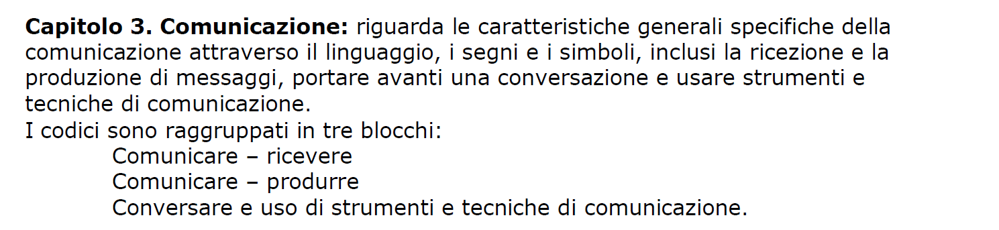 Capitolo 3. Comunicazione: riguarda le caratteristiche generali specifiche della
comunicazione attraverso il linguaggio, i segni e i simboli, inclusi la ricezione e la
produzione di messaggi, portare avanti una conversazione e usare strumenti e
tecniche di comunicazione.
I codici sono raggruppati in tre blocchi:
Comunicare – ricevere
Comunicare – produrre
Conversare e uso di strumenti e tecniche di comunicazione.